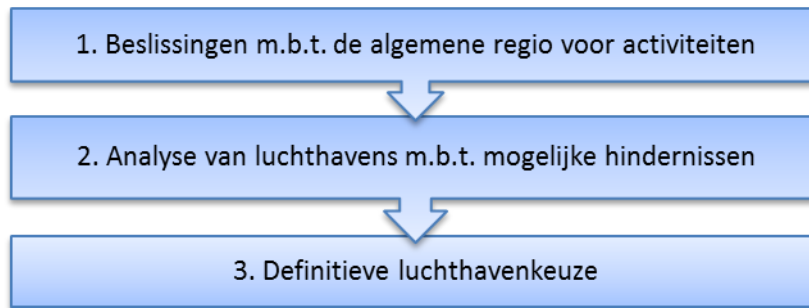 1. Beslissingen m.b.t. de algemene regio voor activiteiten
2. Analyse van luchthavens m.b.t. mogelijke hindernissen
3. Definitieve luchthavenkeuze